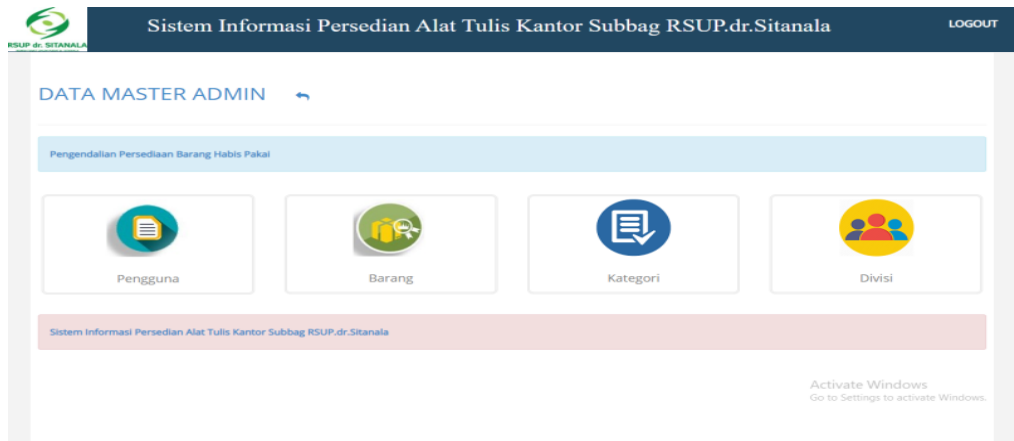 RSUP dr. SITANALA
Sistem Informasi Persedian Alat Tulis Kantor Subbag RSUP.dr.Sitanala
LOGOUT
DATA MASTER ADMIN
Pengendalian Persediaan Barang Habis Pakai
Pengguna
Barang
Kategori
Divisi
Sistem Informasi Persedian Alat Tulis Kantor Subbag RSUP.dr.Sitanala
Activate Windows
Go to Settings to activate Windows.